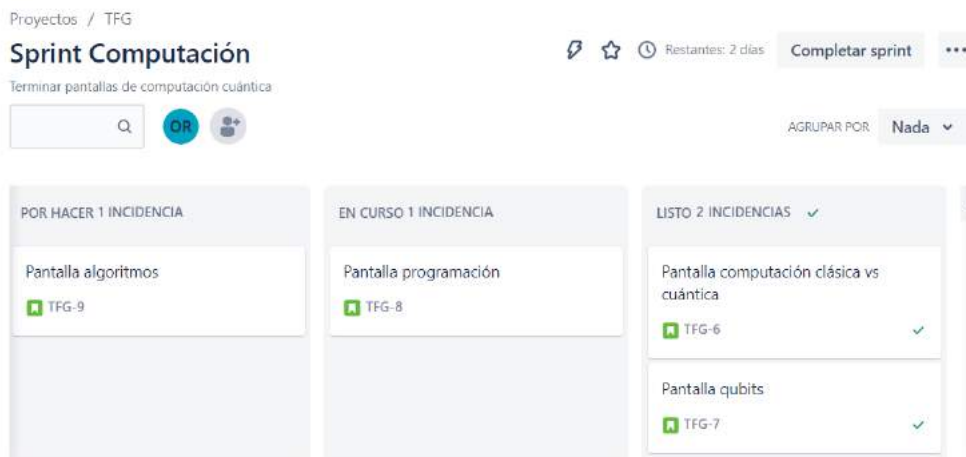 Proyectos / TFG
Sprint Computación
Restantes: 2 días
Completar sprint
Terminar pantallas de computación cuántica
OR
AGRUPAR POR
Nada
POR HACER 1 INCIDENCIA
Pantalla algoritmos
TFG-9
EN CURSO 1 INCIDENCIA
Pantalla programación
TFG-8
LISTO 2 INCIDENCIAS
Pantalla computación clásica vs
cuántica
TFG-6
Pantalla qubits
TFG-7